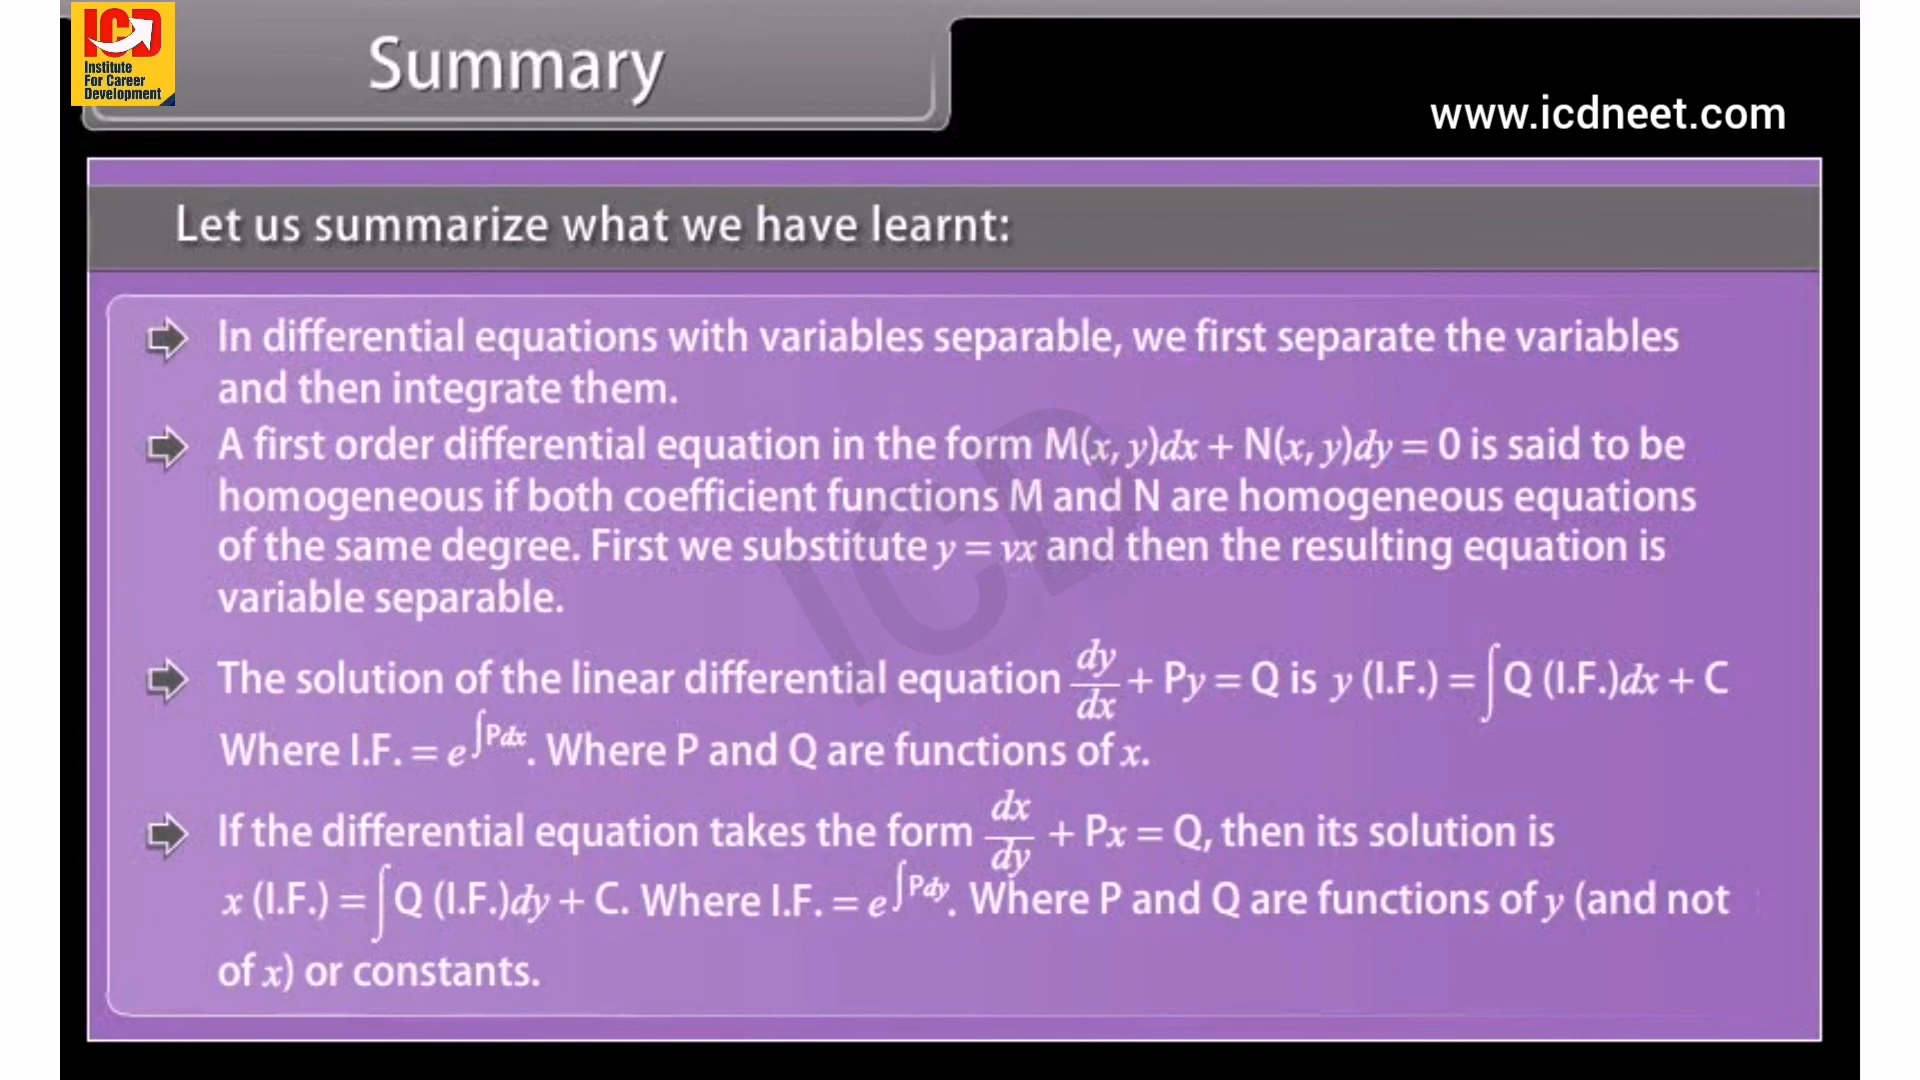 ICD
Institute
For Career
Development
Summary
www.icdneet.com
Let us summarize what we have learnt:
In differential equations with variables separable, we first separate the variables
and then integrate them.
A first order differential equation in the form M(x, y)dx + N(x, y)dy = 0 is said to be
homogeneous if both coefficient functions M and N are homogeneous equations
of the same degree. First we substitute y = vx and then the resulting equation is
variable separable.
The solution of the linear differential equation dy/dx + Py = Q is y (I.F.) = ∫Q (I.F.)dx + C
Where I.F. = e^∫Pdx. Where P and Q are functions of x.
If the differential equation takes the form dx/dy + Px = Q, then its solution is
x (I.F.) = ∫Q (I.F.)dy + C. Where I.F. = e^∫Pdy. Where P and Q are functions of y (and not
of x) or constants.
ICD